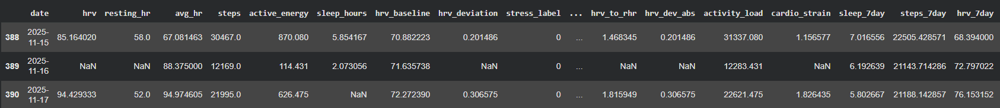 date hrv resting_hr avg_hr steps active_energy sleep_hours hrv_baseline hrv_deviation stress_label ... hrv_to_rhr hrv_dev_abs activity_load cardio_strain sleep_7day steps_7day hrv_7day
388 2025-11-15 85.164020 58.0 67.081463 30467.0 870.080 5.854167 70.882223 0.201486 0 ... 1.468345 0.201486 31337.080 1.156577 7.016556 22505.428571 68.394000
389 2025-11-16 NaN NaN 88.375000 12169.0 114.431 2.073056 71.635738 NaN 0 ... NaN NaN 12283.431 NaN 6.192639 21143.714286 72.797022
390 2025-11-17 94.429333 52.0 94.974605 21995.0 626.475 NaN 72.272390 0.306575 0 ... 1.815949 0.306575 22621.475 1.826435 5.802667 21188.142857 76.153152